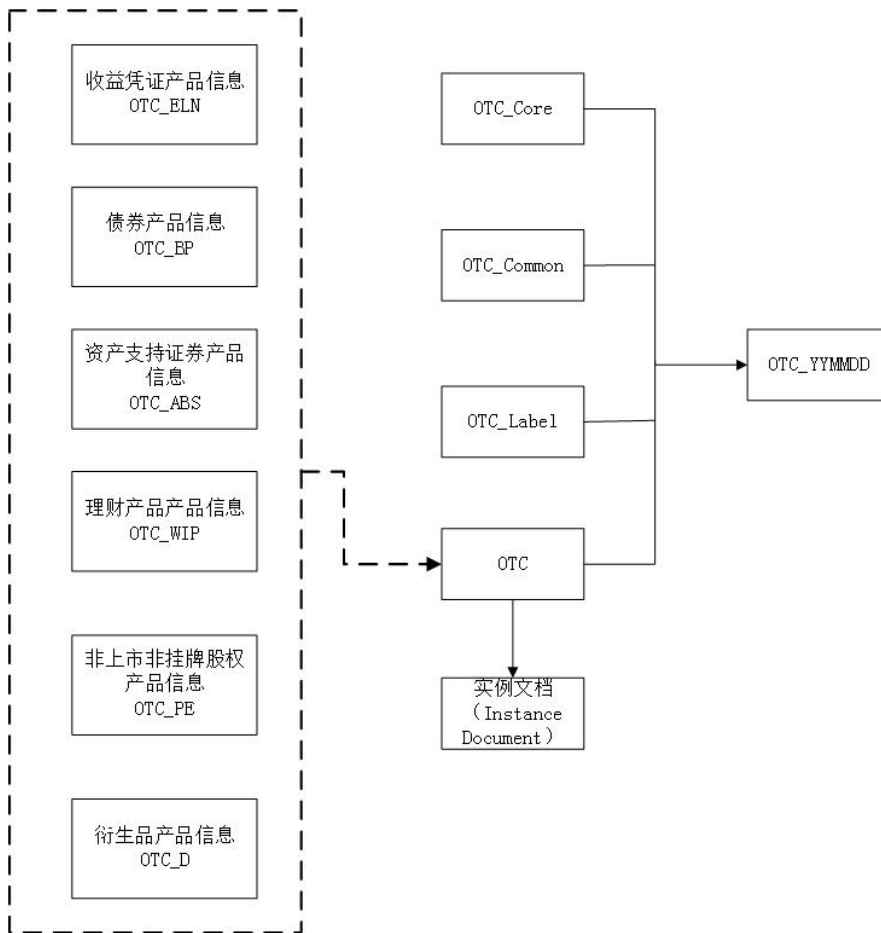 收益凭证产品信息
OTC_ELN
债券产品信息
OTC_BP
资产支持证券产品
信息
OTC_ABS
理财产品产品信息
OTC_WIP
非上市非挂牌股权
产品信息
OTC_PE
衍生品产品信息
OTC_D
OTC_Core
OTC_Common
OTC_Label
OTC
实例文档
（Instance
Document）
OTC_YYMMDD